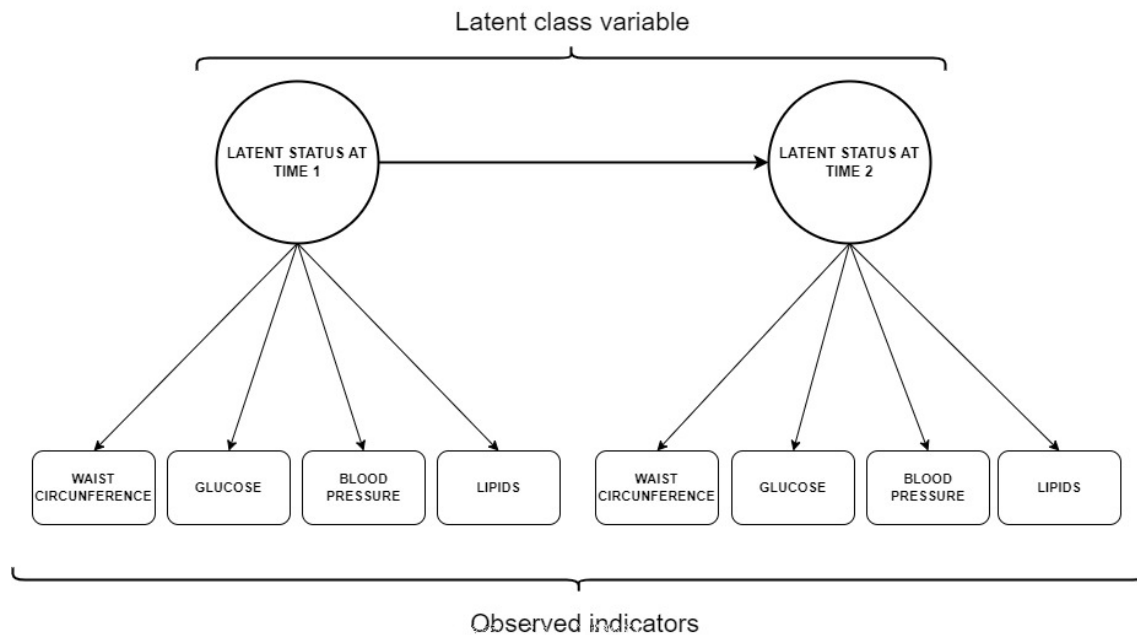 Latent class variable
LATENT STATUS AT
TIME 1
LATENT STATUS AT
TIME 2
WAIST
CIRCUNFERENCE
GLUCOSE
BLOOD
PRESSURE
LIPIDS
WAIST
CIRCUNFERENCE
GLUCOSE
BLOOD
PRESSURE
LIPIDS
Observed indicators